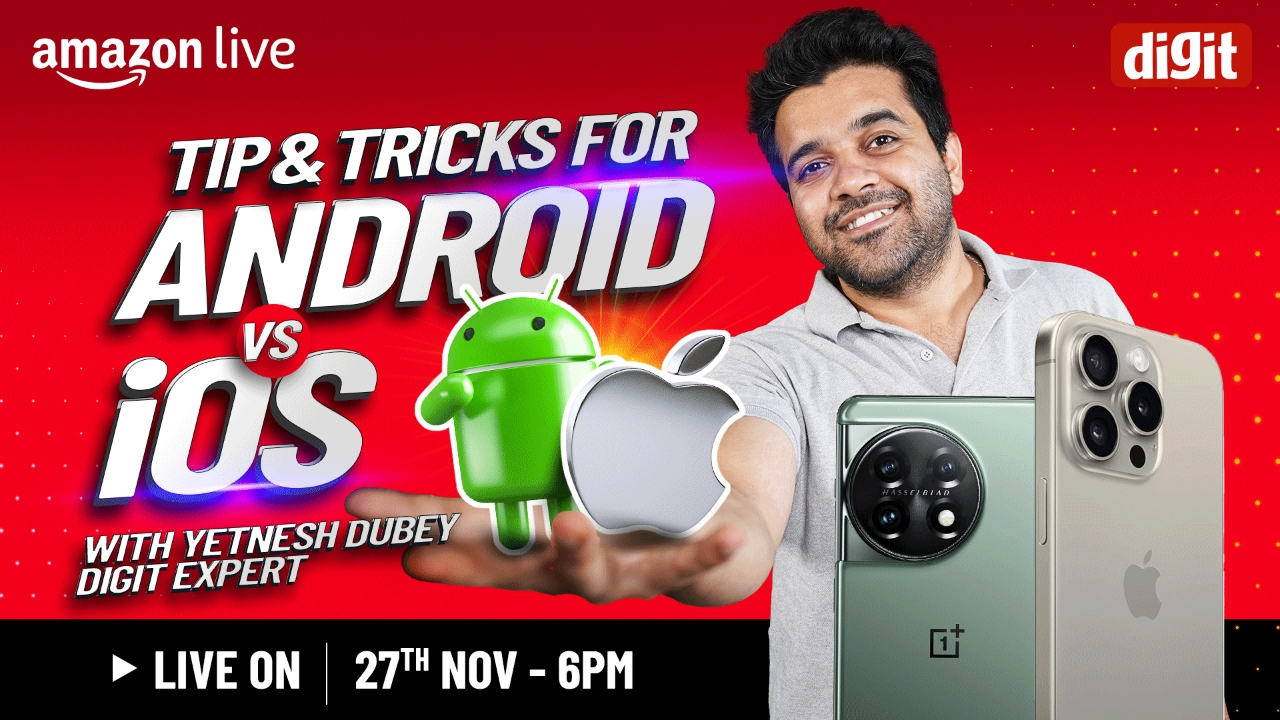 amazon live
digit
TIP & TRICKS FOR
ANDROID
VS
iOS
WITH YETNESH DUBEY
DIGIT EXPERT
HASSELBLAD
1+
LIVE ON
27TH NOV - 6PM